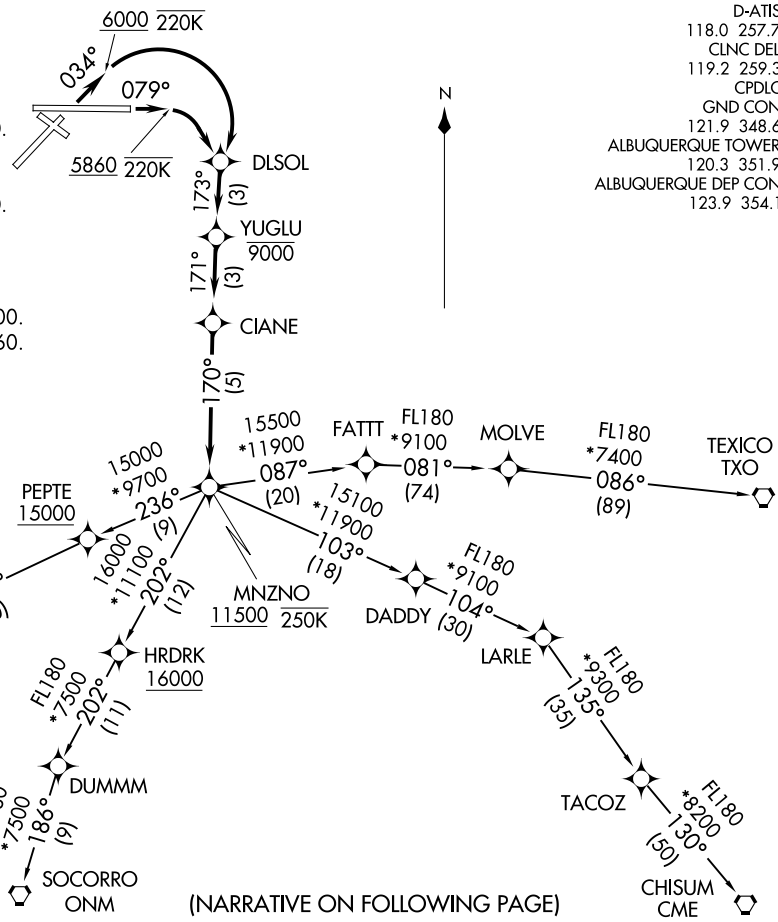 D-ATIS
118.0 257.7
CLNC DEL
119.2 259.3
CPDLC
GND CON
121.9 348.6
ALBUQUERQUE TOWER
120.3 351.9
ALBUQUERQUE DEP CON
123.9 354.1
6000 220K
034°
079°
5860 220K
N
DLSOL
173°
(3)
YUGLU
9000
171°
(3)
CIANE
00.
60.
170°
(5)
15500
*11900
087°
(20)
FATTT
FL180
*9100
081°
(74)
MOLVE
FL180
*7400
086°
(89)
TEXICO
TXO
PEPTE
15000
15000
*9700
236°
(9)
16000
*11100
202°
(12)
MNZNO
11500 250K
15100
*11900
103°
(18)
DADDY
FL180
*9100
104°
(30)
LARLE
HRDRK
16000
FL180
*7500
202°
(11)
DUMMM
FL180
*9300
135°
(35)
TACOZ
*7500
186°
(9)
SOCORRO
ONM
FL180
*8200
130°
(50)
CHISUM
CME
(NARRATIVE ON FOLLOWING PAGE)